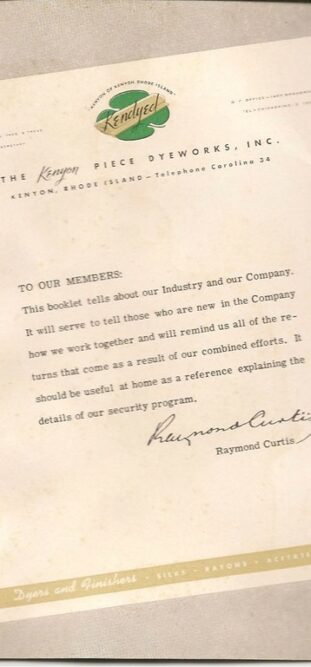 "KENYON OF KENYON, RHODE ISLAND"
Kendyed
N. Y. OFFICE—1457 BROADWAY
THE Kenyon PIECE DYEWORKS, INC.
KENYON, RHODE ISLAND — Telephone Carolina 34
TO OUR MEMBERS:
This booklet tells about our Industry and our Company.
It will serve to tell those who are new in the Company
how we work together and will remind us all of the re-
turns that come as a result of our combined efforts. It
should be useful at home as a reference explaining the
details of our security program.
Raymond Curtis
Raymond Curtis
Dyers and Finishers • SILKS • RAYONS • ACETATE